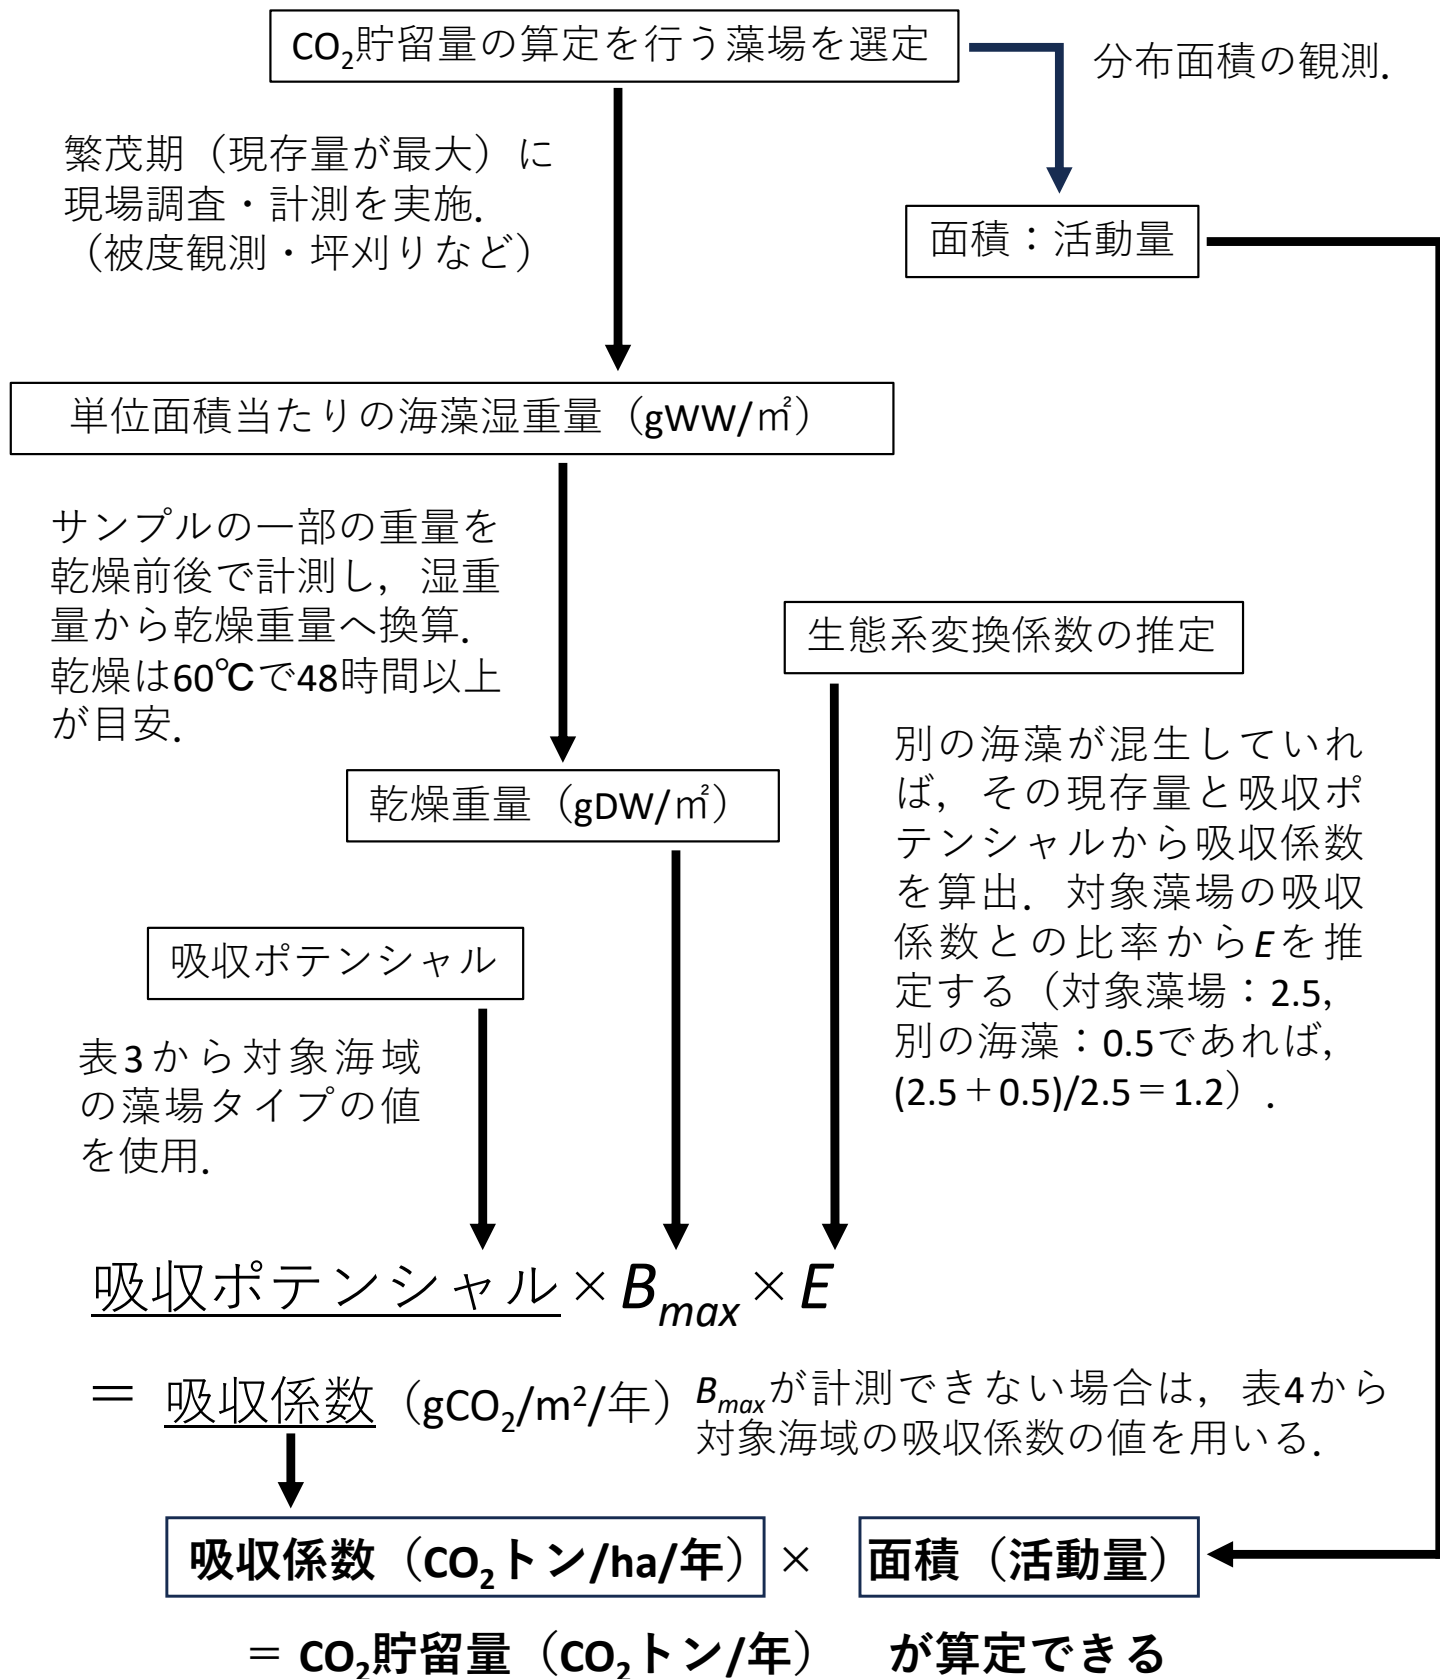 CO₂貯留量の算定を行う藻場を選定
分布面積の観測.
繁茂期（現存量が最大）に
現場調査・計測を実施.
（被度観測・坪刈りなど）
面積：活動量
単位面積当たりの海藻湿重量（gWW/㎡）
サンプルの一部の重量を
乾燥前後で計測し，湿重
量から乾燥重量へ換算.
乾燥は60℃で48時間以上
が目安.
生態系変換係数の推定
別の海藻が混生していれ
ば，その現存量と吸収ポ
テンシャルから吸収係数
を算出．対象藻場の吸収
係数との比率からEを推
定する（対象藻場：2.5,
別の海藻：0.5であれば,
(2.5＋0.5)/2.5＝1.2）.
乾燥重量（gDW/㎡）
吸収ポテンシャル
表3から対象海域
の藻場タイプの値
を使用.
吸収ポテンシャル×Bmax×E
＝ 吸収係数（gCO₂/m²/年）
Bmaxが計測できない場合は，表4から
対象海域の吸収係数の値を用いる.
吸収係数（CO₂トン/ha/年）× 面積（活動量）
＝ CO₂貯留量（CO₂トン/年） が算定できる